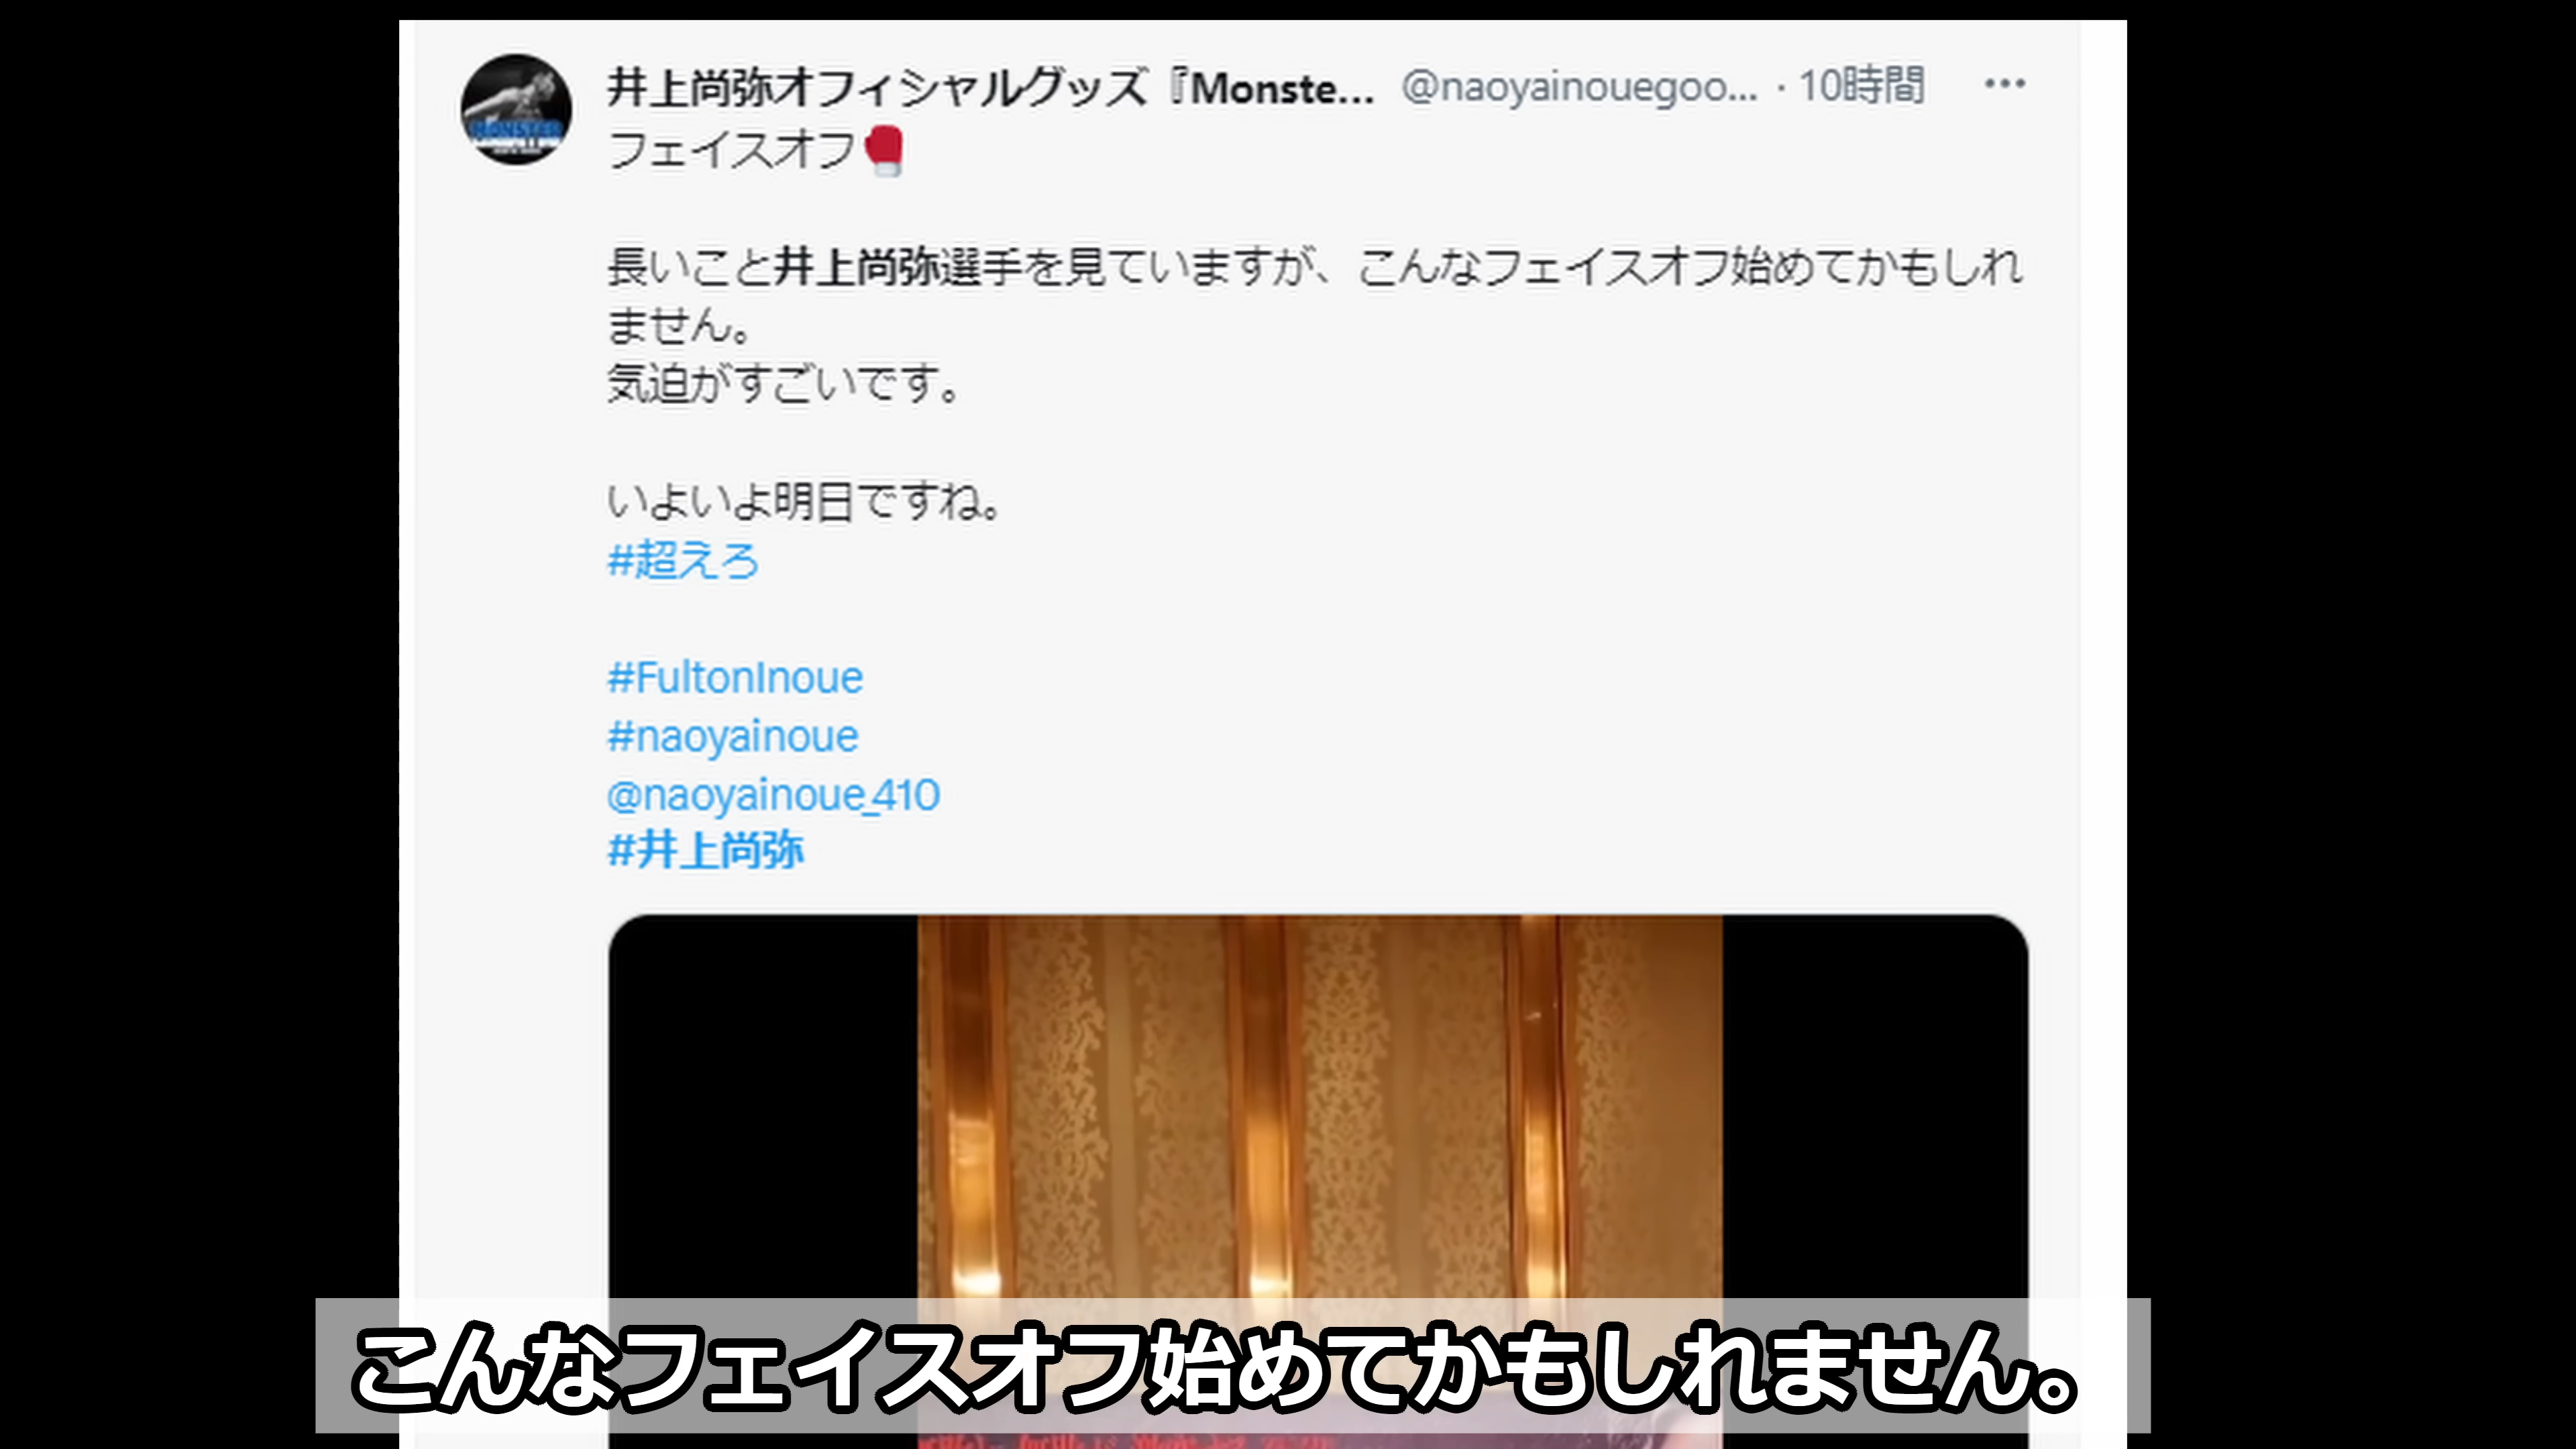 井上尚弥オフィシャルグッズ『Monste... @naoyainouegoo... · 10時間
フェイスオフ
長いこと井上尚弥選手を見ていますが、こんなフェイスオフ始めてかもしれ
ません。
気迫がすごいです。
いよいよ明日ですね。
#超えろ
#FultonInoue
#naoyainoue
@naoyainoue_410
#井上尚弥
こんなフェイスオフ始めてかもしれません。